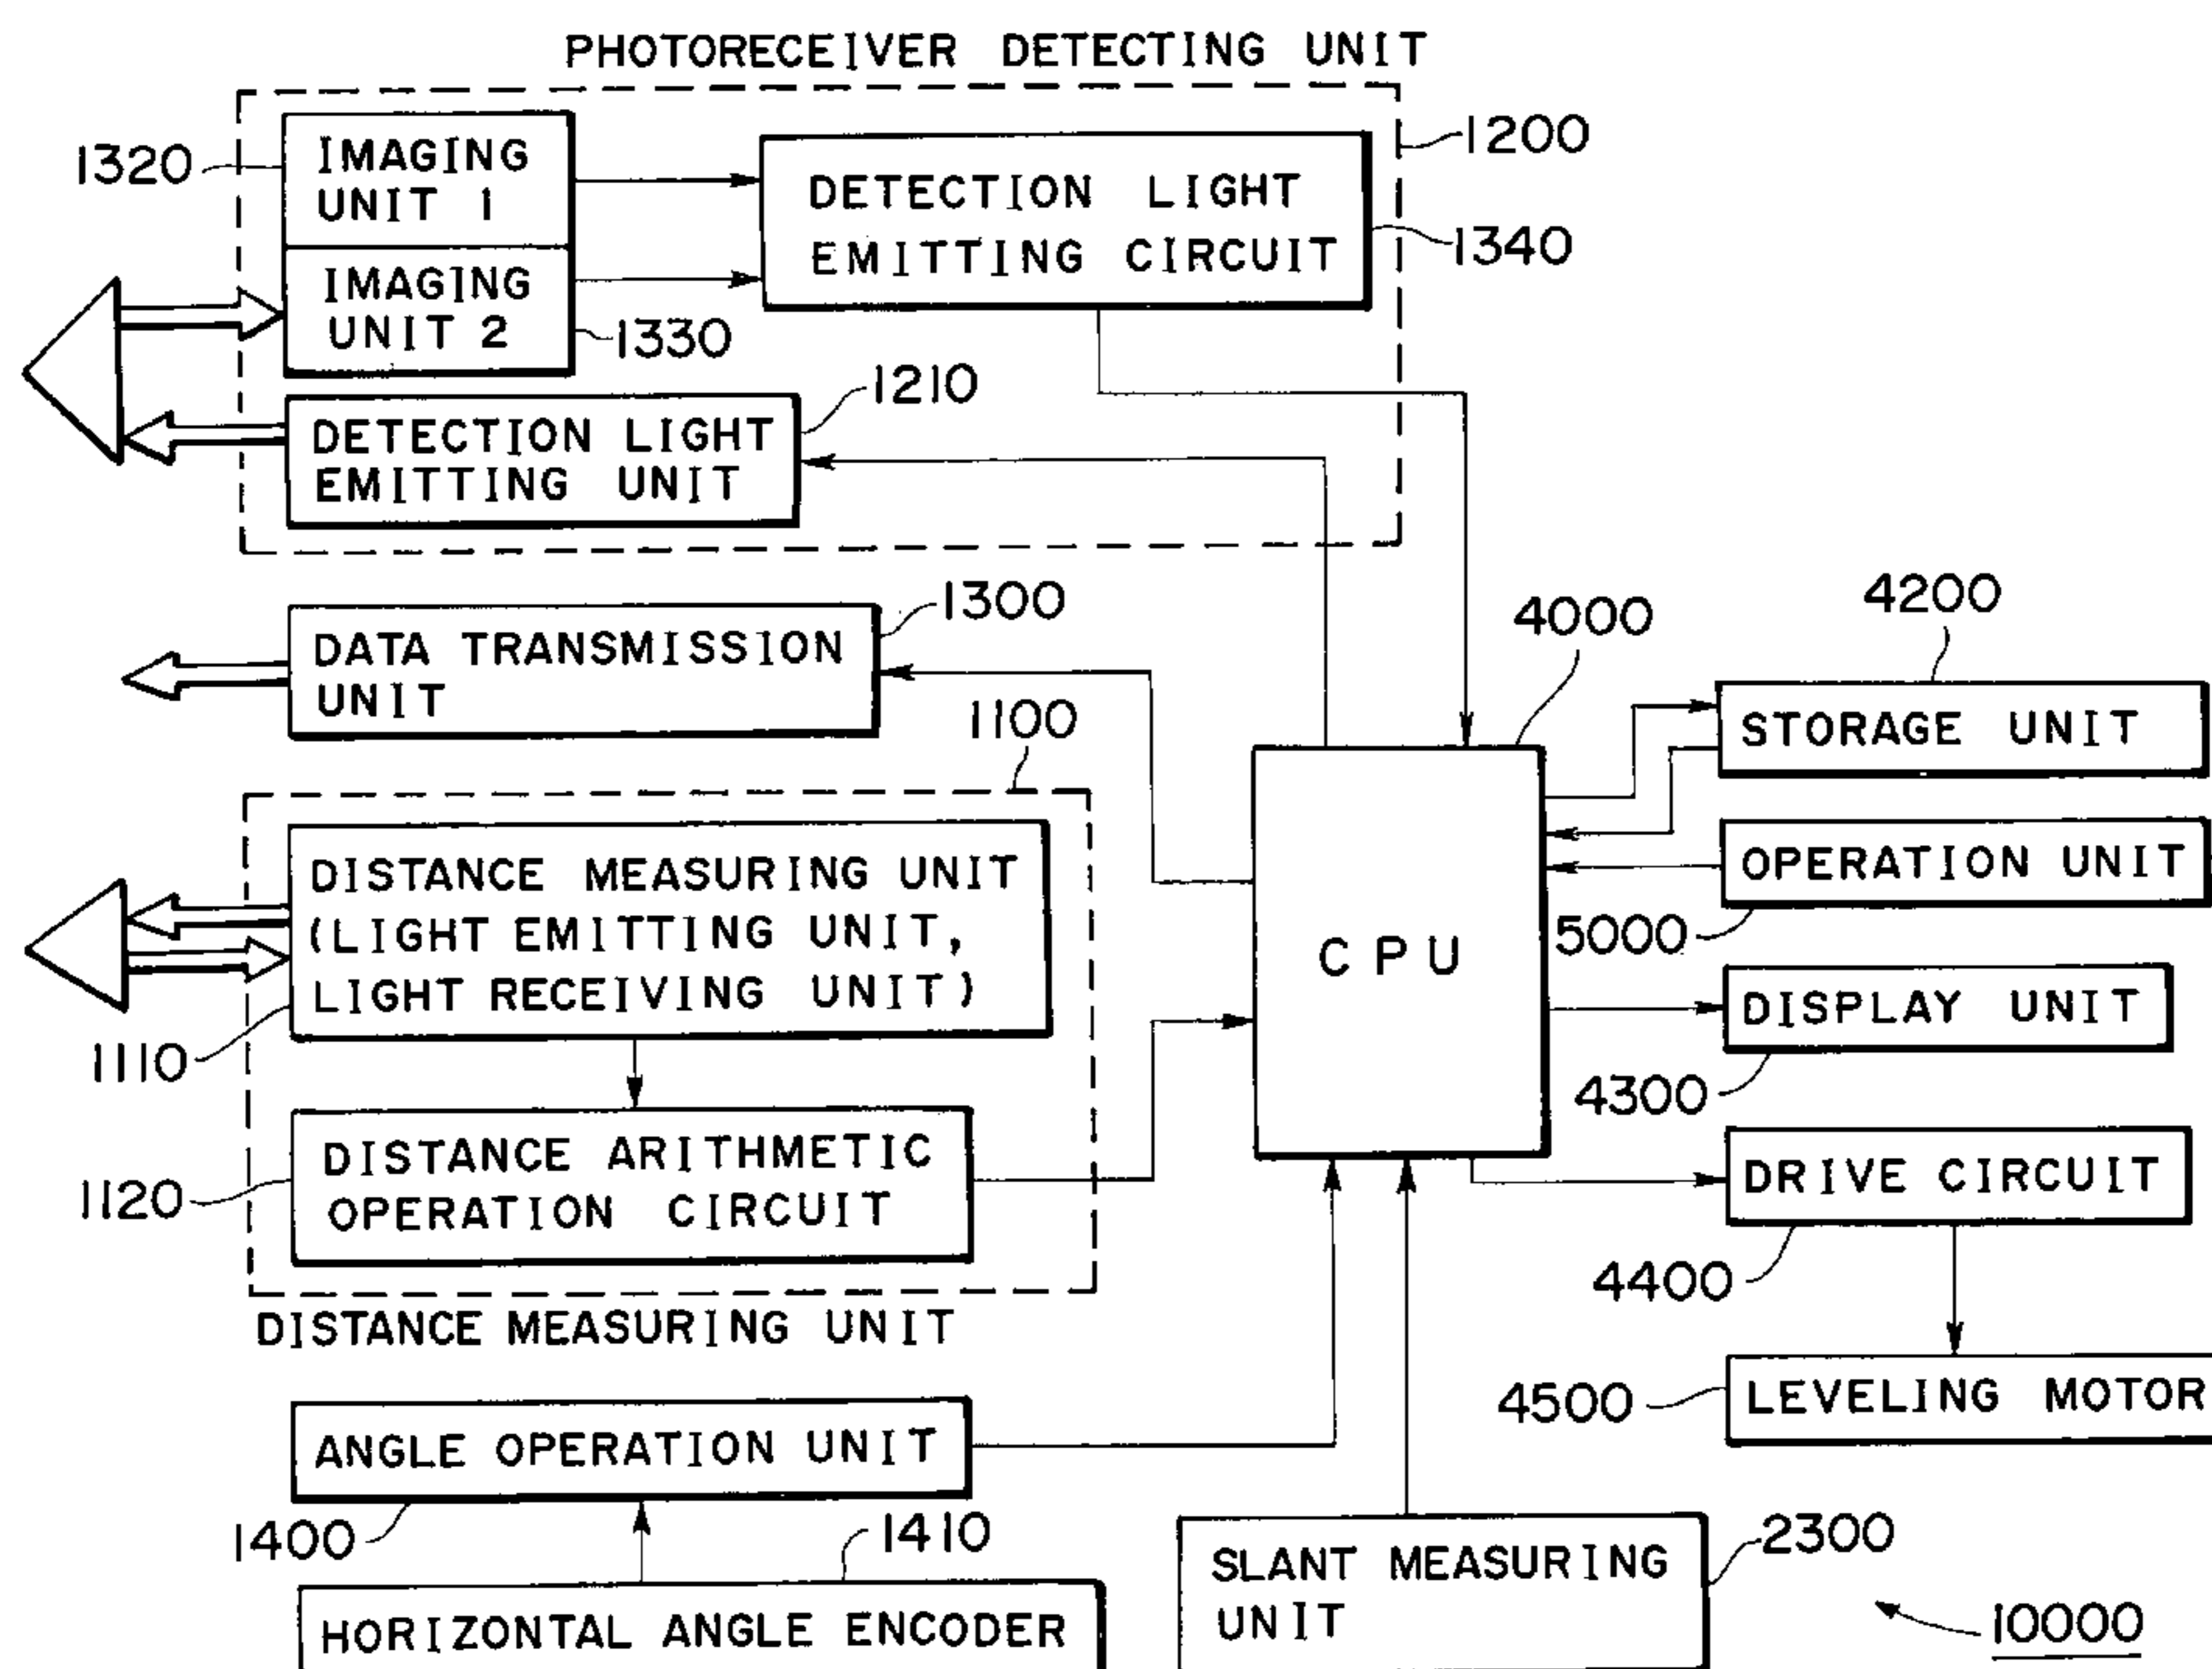 PHOTORECEIVER DETECTING UNIT
1320
IMAGING
UNIT 1
DETECTION LIGHT
EMITTING CIRCUIT
1200
1340
IMAGING
UNIT 2
1330
1210
DETECTION LIGHT
EMITTING UNIT
1300
DATA TRANSMISSION
UNIT
1100
4000
4200
STORAGE UNIT
DISTANCE MEASURING UNIT
(LIGHT EMITTING UNIT,
LIGHT RECEIVING UNIT)
1110
CPU
OPERATION UNIT
5000
DISPLAY UNIT
4300
DISTANCE ARITHMETIC
OPERATION CIRCUIT
1120
DRIVE CIRCUIT
4400
DISTANCE MEASURING UNIT
4500
LEVELING MOTOR
ANGLE OPERATION UNIT
1400
1410
HORIZONTAL ANGLE ENCODER
SLANT MEASURING
UNIT
2300
10000